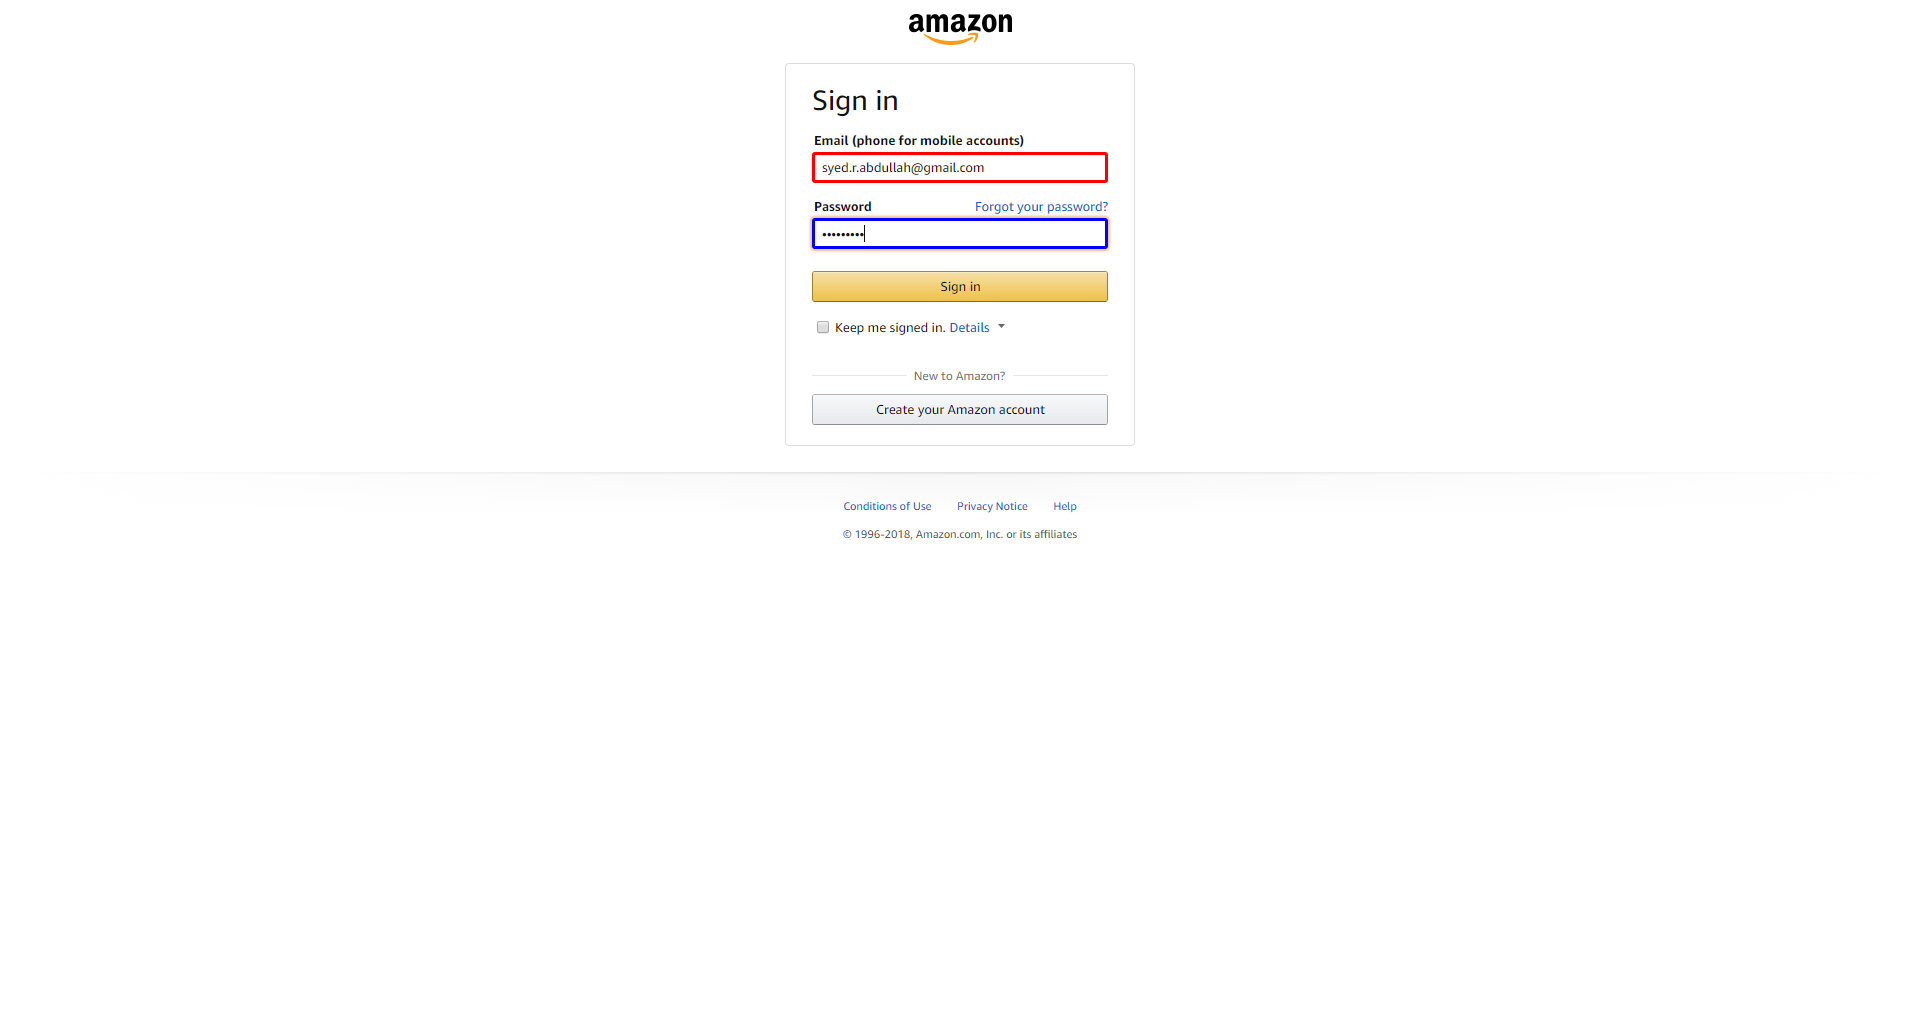 amazon
Sign in
Email (phone for mobile accounts)
syed.r.abdullah@gmail.com
Password Forgot your password?
•••••••••
Sign in
Keep me signed in. Details
New to Amazon?
Create your Amazon account
Conditions of Use Privacy Notice Help
© 1996-2018, Amazon.com, Inc. or its affiliates